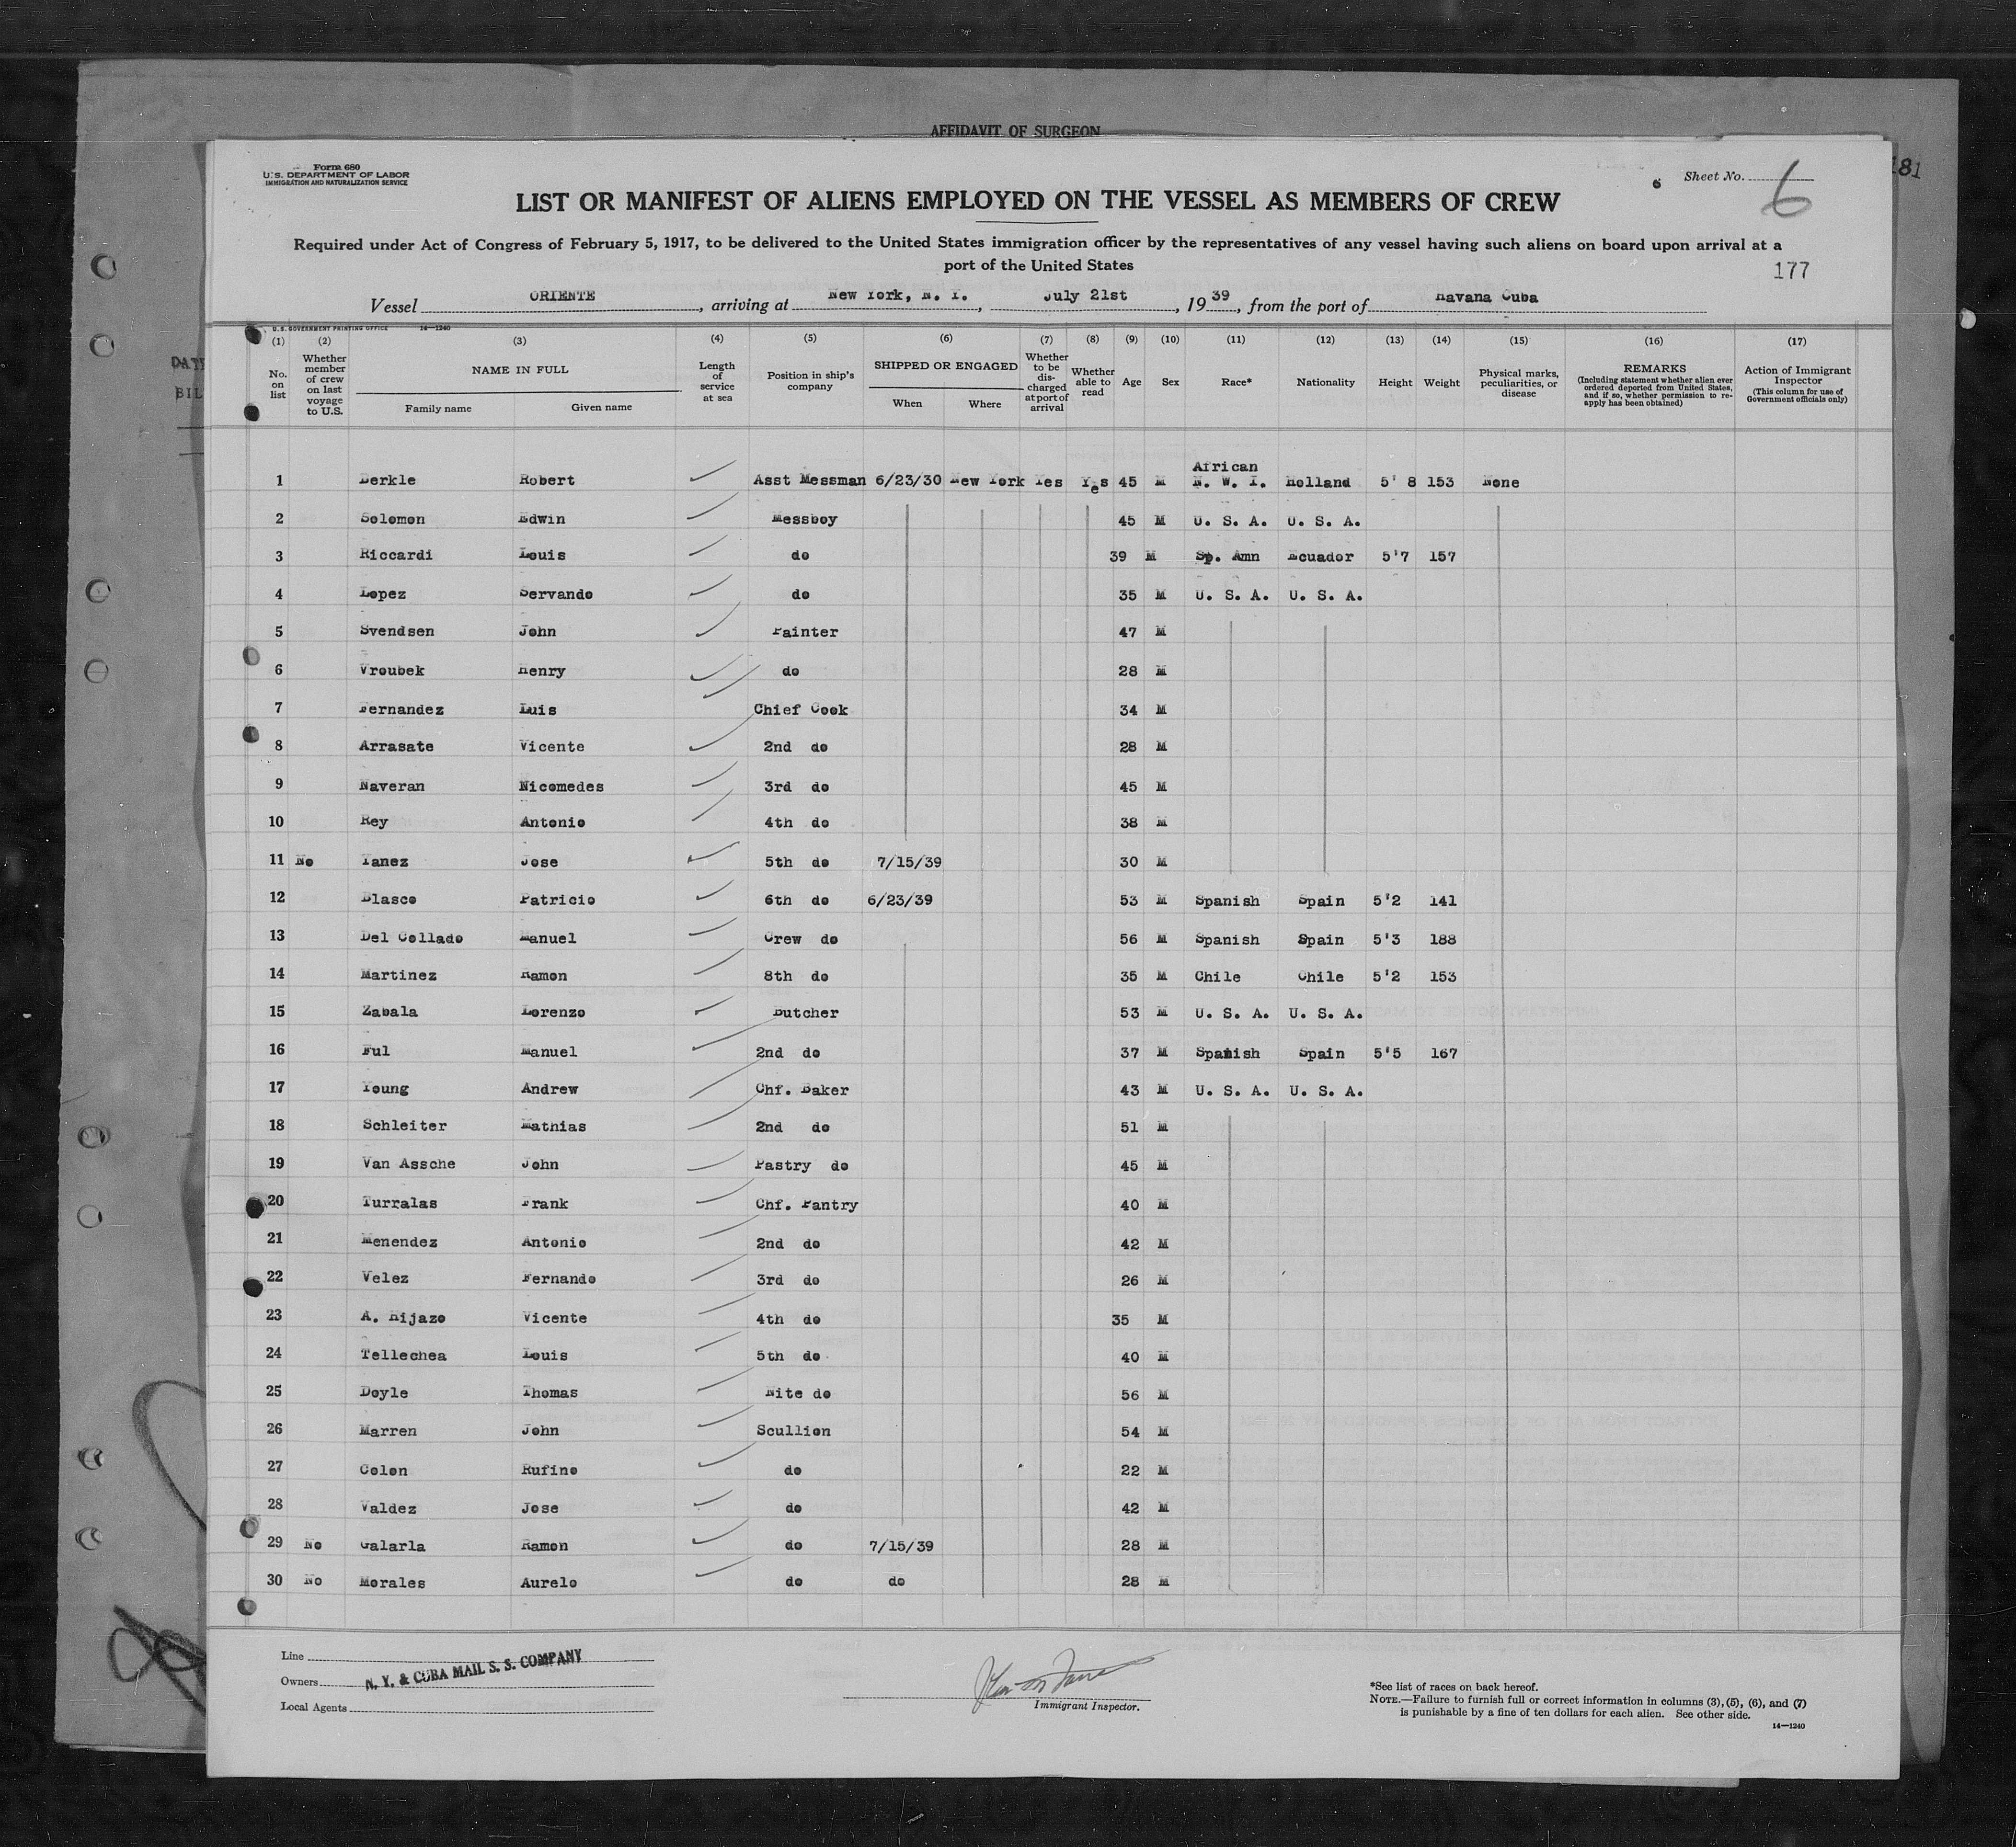 AFFIDAVIT OF SURGEON
181
Form 680
U. S. DEPARTMENT OF LABOR
IMMIGRATION AND NATURALIZATION SERVICE
6 Sheet No. 6
LIST OR MANIFEST OF ALIENS EMPLOYED ON THE VESSEL AS MEMBERS OF CREW
Required under Act of Congress of February 5, 1917, to be delivered to the United States immigration officer by the representatives of any vessel having such aliens on board upon arrival at a
port of the United States
177
Vessel ORIENTE, arriving at New York, N. Y., July 21st, 1939, from the port of Havana Cuba
U. S. GOVERNMENT PRINTING OFFICE 14—1240
(1) (2) (3) (4) (5) (6) (7) (8) (9) (10) (11) (12) (13) (14) (15) (16) (17)
No. on list
Whether member of crew on last voyage to U.S.
NAME IN FULL
Family name Given name
Length of service at sea
Position in ship's company
SHIPPED OR ENGAGED
When Where
Whether to be discharged at port of arrival
Whether able to read
Age
Sex
Race*
Nationality
Height
Weight
Physical marks, peculiarities, or disease
REMARKS
(Including statement whether alien ever ordered deported from United States, and if so, whether permission to re-apply has been obtained)
Action of Immigrant Inspector
(This column for use of Government officials only)
1 Berkle Robert Asst Messman 6/23/30 New York Yes Yes 45 M African N. W. I. Holland 5' 8 153 None
2 Solomon Edwin Messboy 45 M U. S. A. U. S. A.
3 Riccardi Louis do 39 M Sp. Amn Ecuador 5'7 157
4 Lopez Servando do 35 M U. S. A. U. S. A.
5 Svendsen John Painter 47 M
6 Vroubek Henry do 28 M
7 Fernandez Luis Chief Cook 34 M
8 Arrasate Vicente 2nd do 28 M
9 Naveran Nicomedes 3rd do 45 M
10 Rey Antonio 4th do 38 M
11 No Yanez Jose 5th do 7/15/39 30 M
12 Blasco Patricio 6th do 6/23/39 53 M Spanish Spain 5'2 141
13 Del Collado Manuel Crew do 56 M Spanish Spain 5'3 188
14 Martinez Ramon 8th do 35 M Chile Chile 5'2 153
15 Zabala Lorenzo Butcher 53 M U. S. A. U. S. A.
16 Ful Manuel 2nd do 37 M Spanish Spain 5'5 167
17 Young Andrew Chf. Baker 43 M U. S. A. U. S. A.
18 Schleiter Mathias 2nd do 51 M
19 Van Assche John Pastry do 45 M
20 Turralas Frank Chf. Pantry 40 M
21 Menendez Antonio 2nd do 42 M
22 Velez Fernando 3rd do 26 M
23 A. Hijazo Vicente 4th do 35 M
24 Tellechea Louis 5th do 40 M
25 Doyle Thomas Nite do 56 M
26 Marren John Scullion 54 M
27 Colon Rufino do 22 M
28 Valdez Jose do 42 M
29 No Galarla Ramon do 7/15/39 28 M
30 No Morales Aurelo do do 28 M
Line
Owners N. Y. & CUBA MAIL S. S. COMPANY
Local Agents
Immigrant Inspector.
*See list of races on back hereof.
NOTE.—Failure to furnish full or correct information in columns (3), (5), (6), and (7)
is punishable by a fine of ten dollars for each alien. See other side.
14—1240